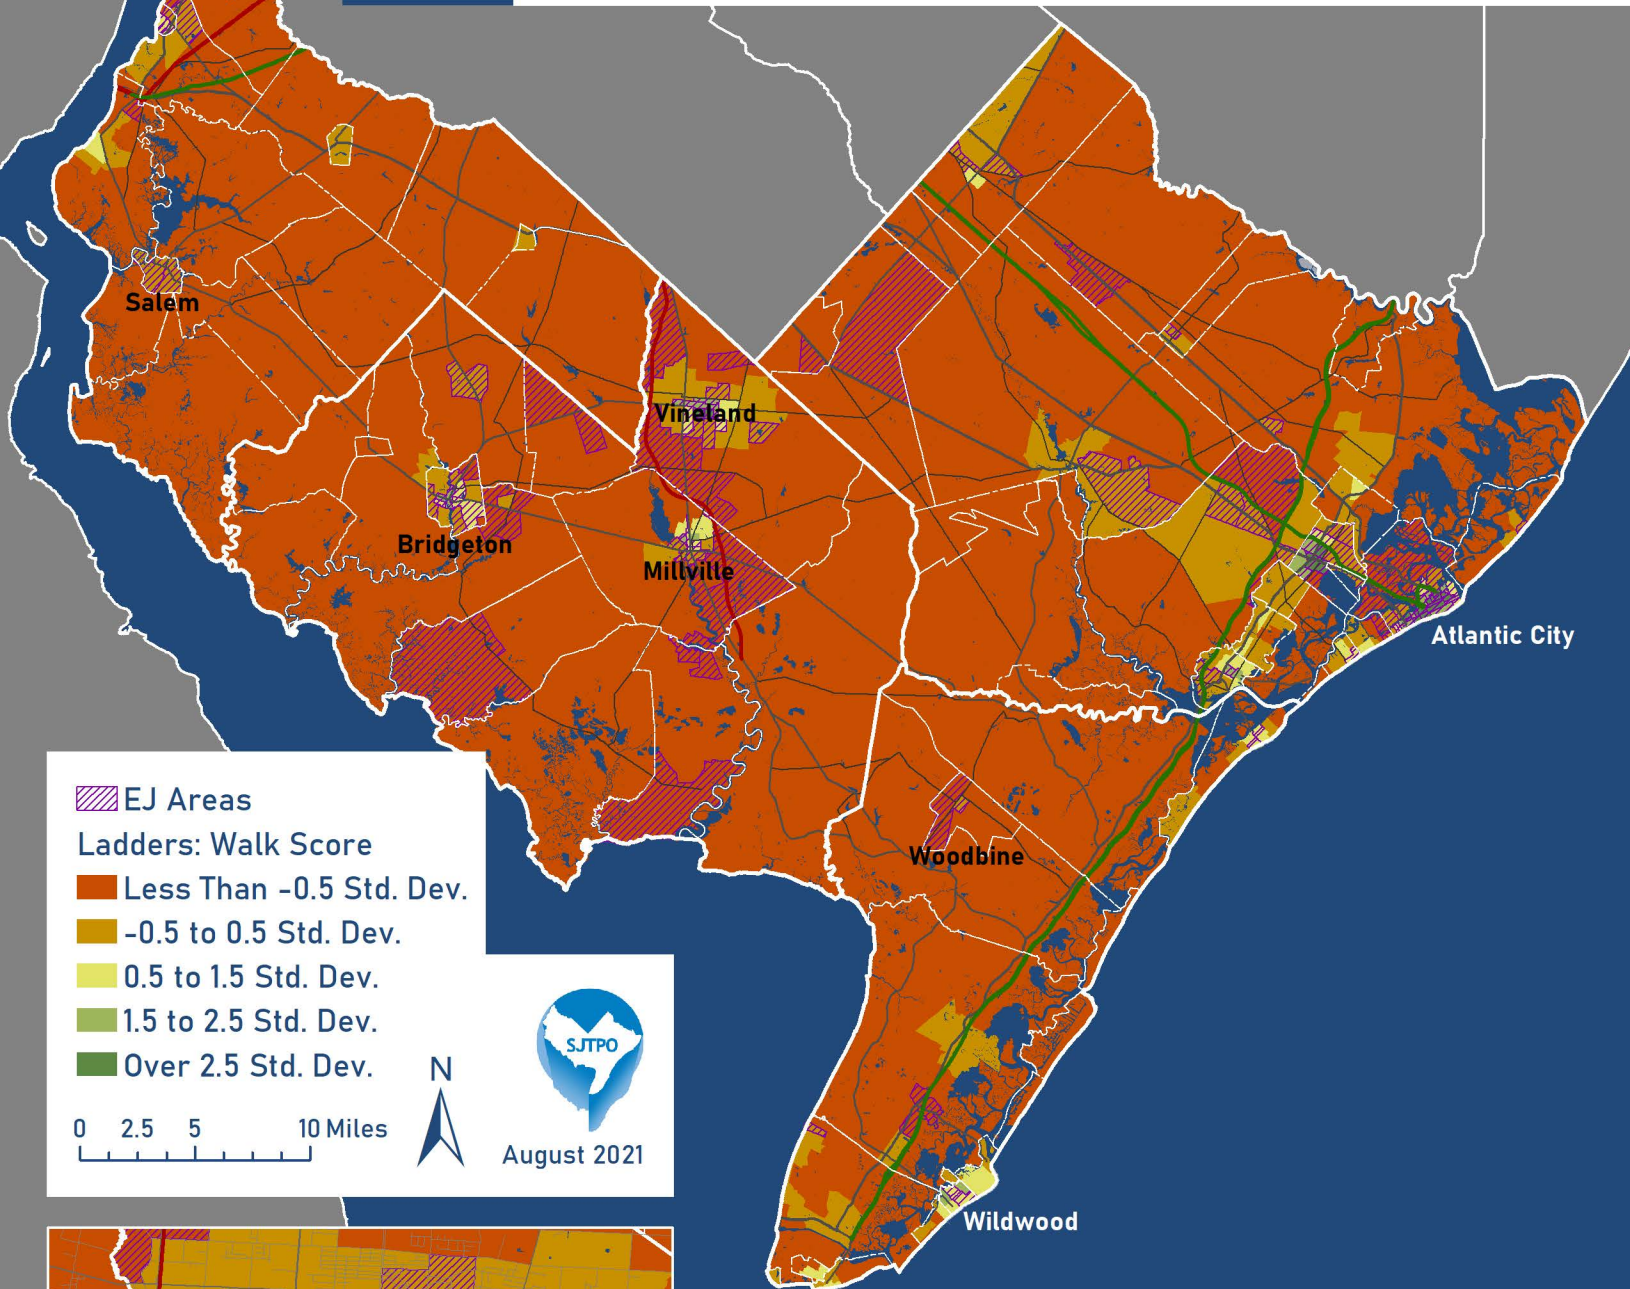 Salem
Vineland
Bridgeton
Millville
Atlantic City
Woodbine
Wildwood
EJ Areas
Ladders: Walk Score
Less Than -0.5 Std. Dev.
-0.5 to 0.5 Std. Dev.
0.5 to 1.5 Std. Dev.
1.5 to 2.5 Std. Dev.
Over 2.5 Std. Dev.
N
SJTPO
0 2.5 5 10 Miles
August 2021